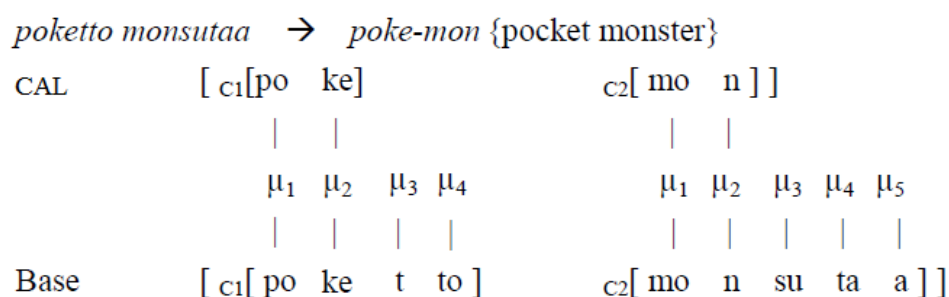 poketto monsutaa → poke-mon {pocket monster}
CAL [ C1[po ke] C2[ mo n ] ]
| | | |
μ1 μ2 μ3 μ4 μ1 μ2 μ3 μ4 μ5
| | | | | | | | |
Base [ C1[ po ke t to ] C2[ mo n su ta a ] ]